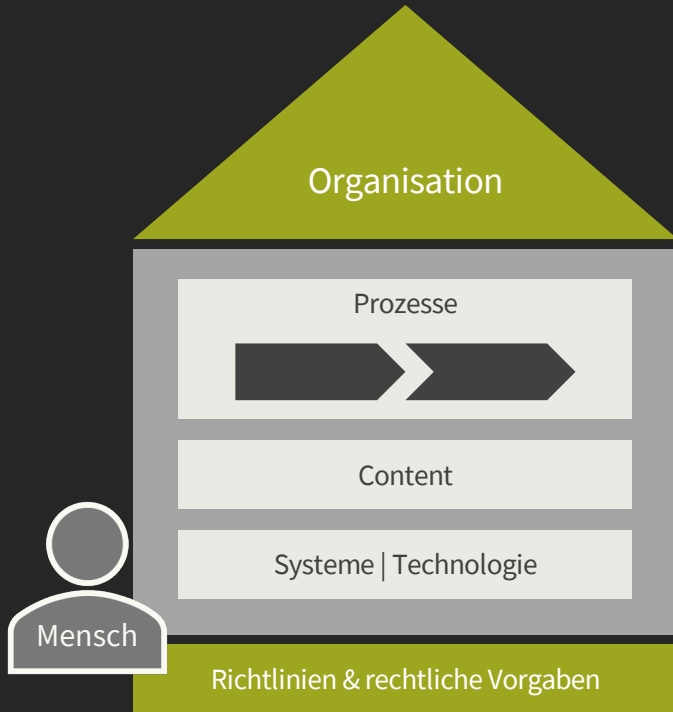 Organisation
Prozesse
Content
Systeme | Technologie
Mensch
Richtlinien & rechtliche Vorgaben